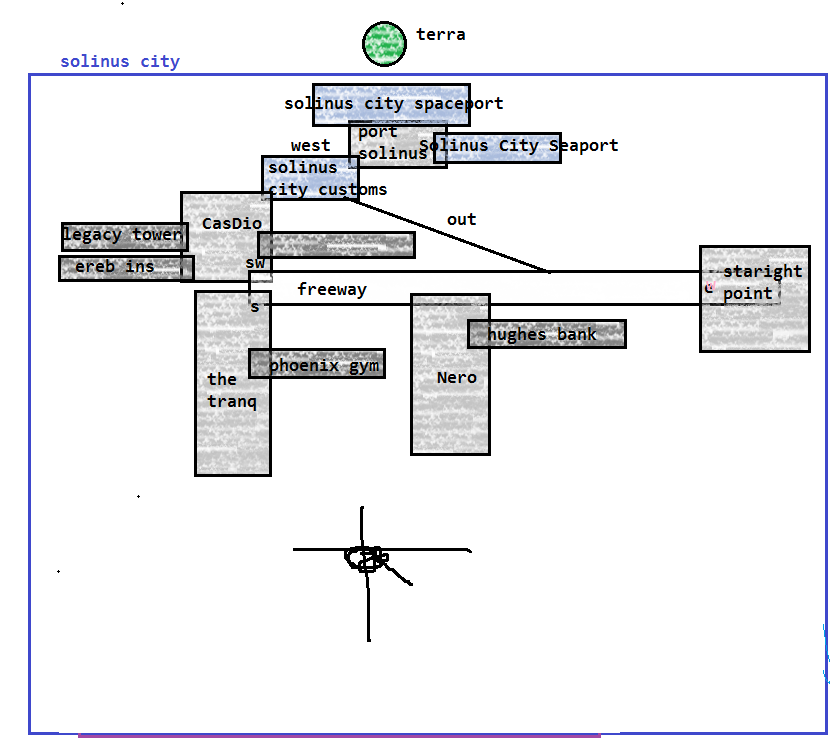 terra
solinus city
solinus city spaceport
port
solinus
Solinus City Seaport
west
solinus
city customs
CasDio
out
legacy tower
ereb ins
sw
staright
point
e
freeway
s
hughes bank
phoenix gym
the
tranq
Nero